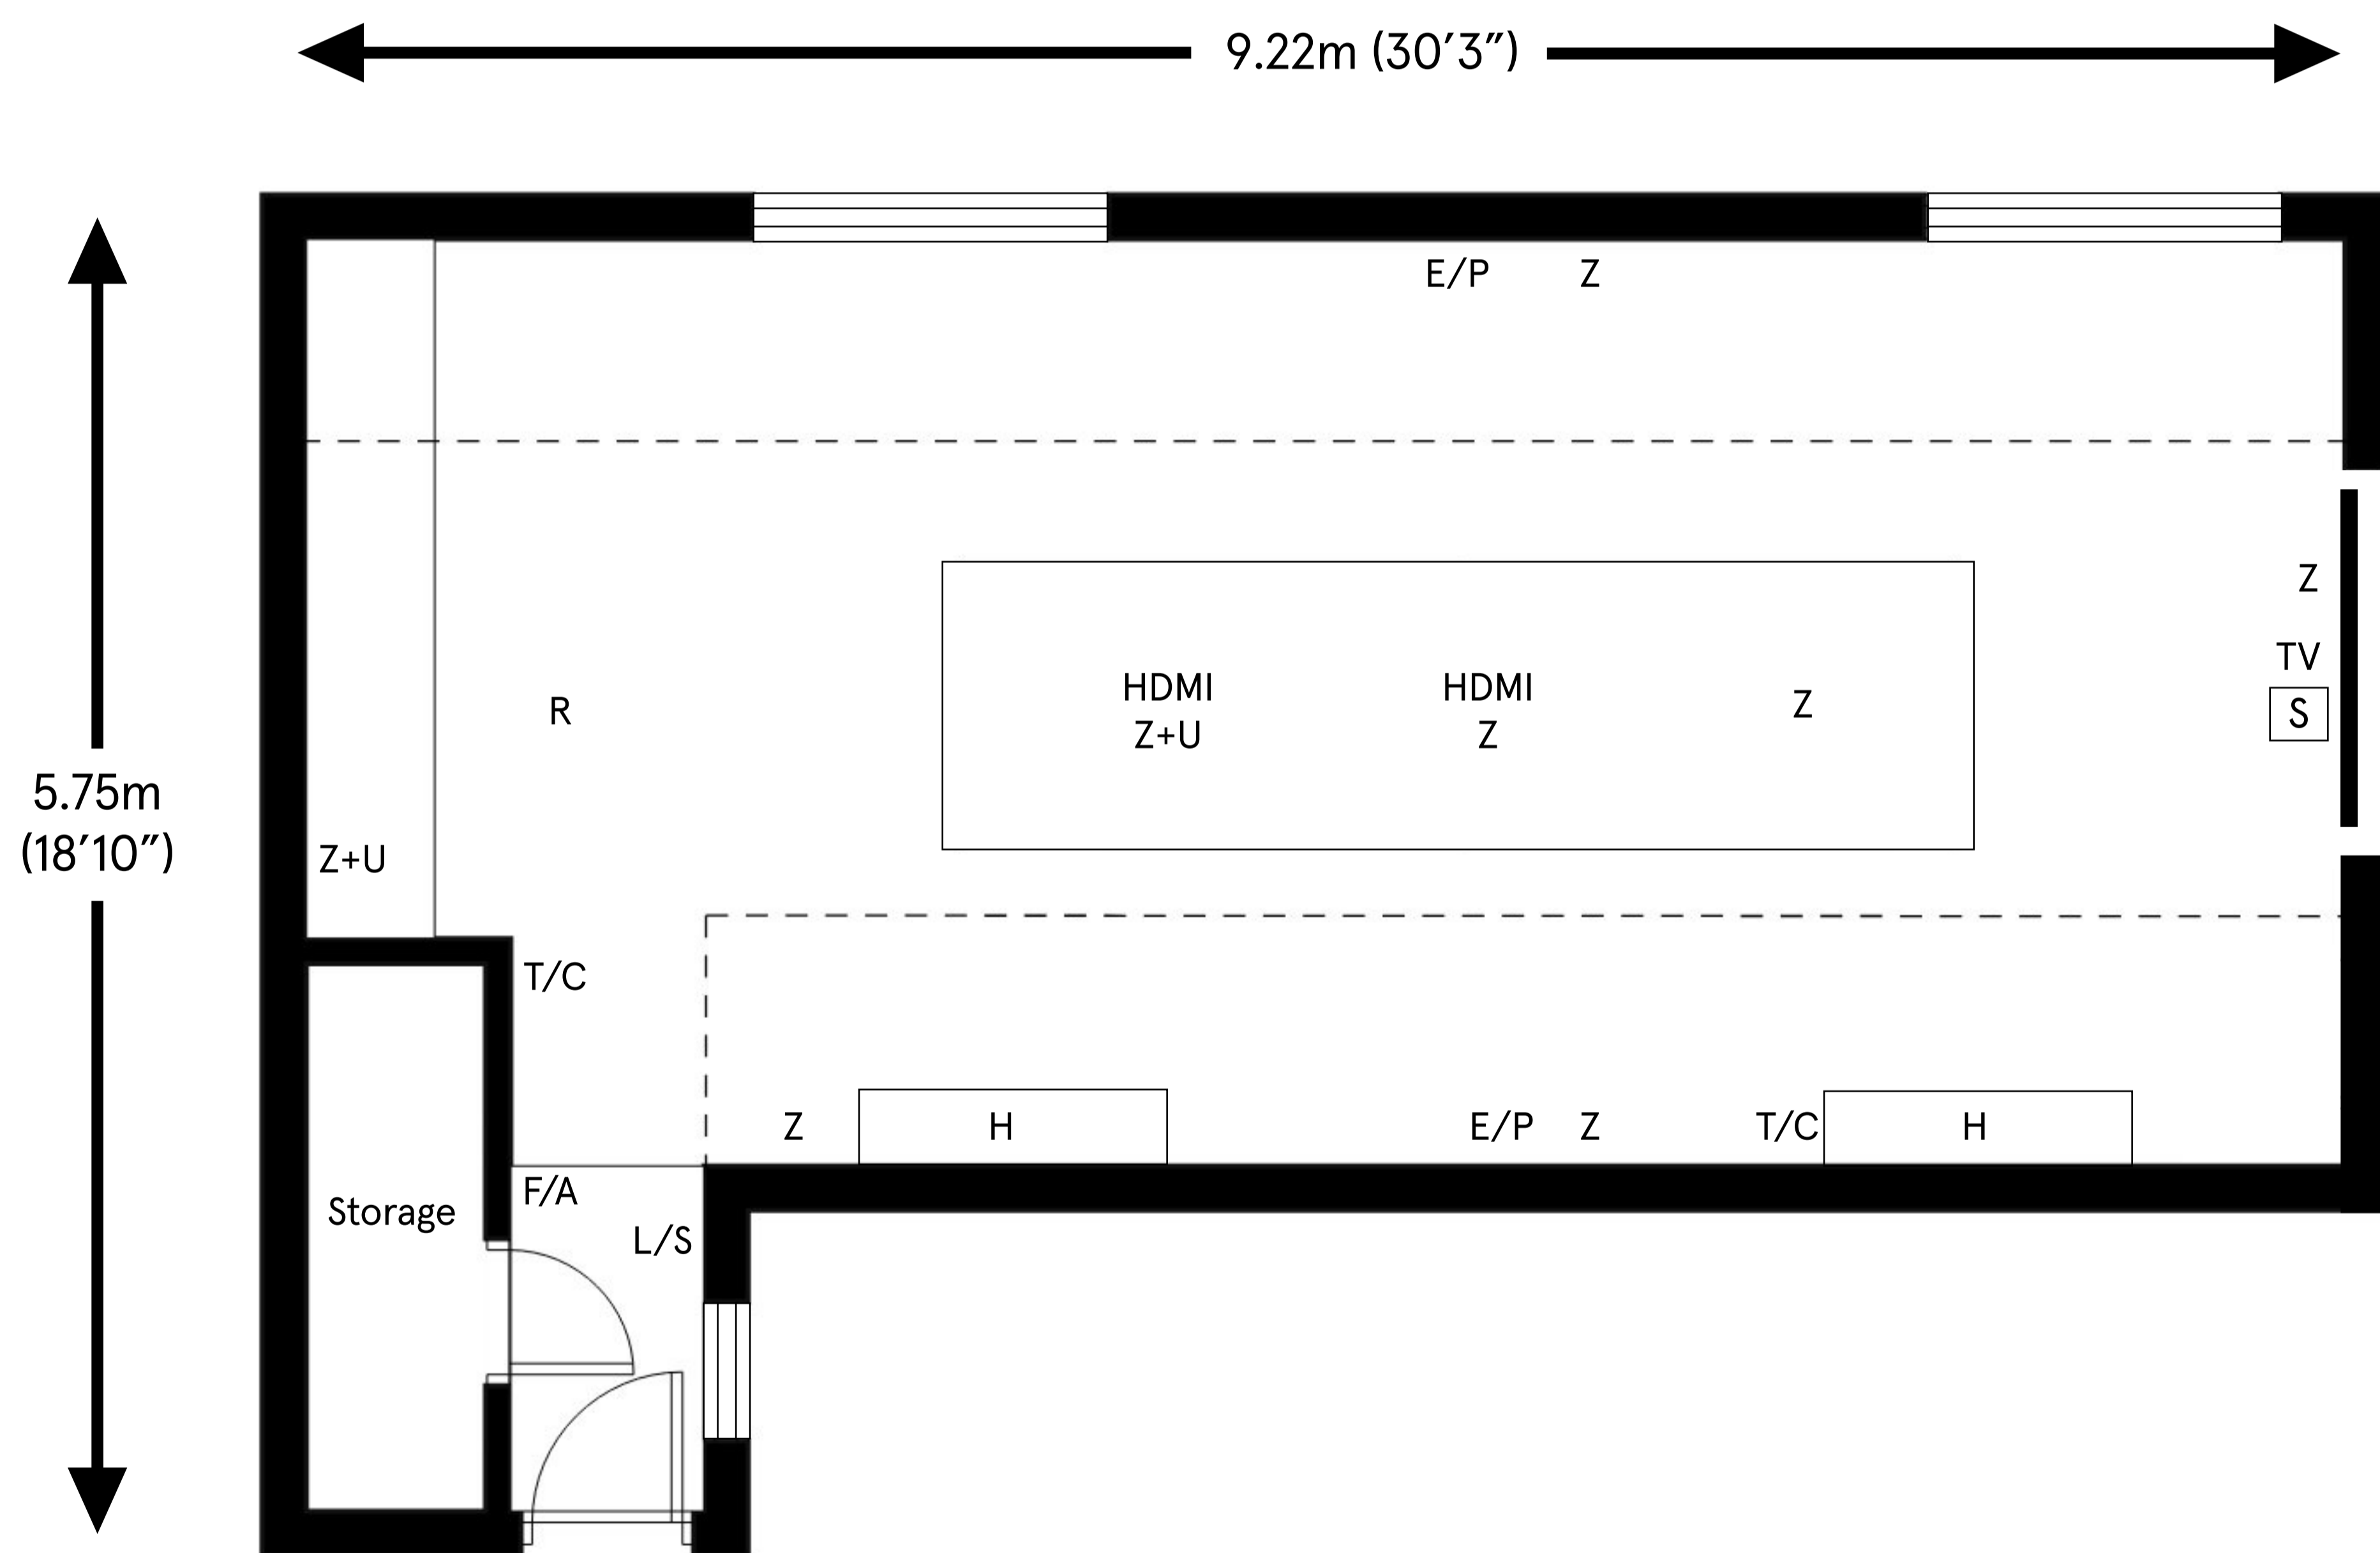 9.22m (30′3″)
E/P Z
Z
TV
S
R
HDMI
Z+U
HDMI
Z
Z
5.75m
(18′10″)
Z+U
T/C
Z
H
E/P
Z
T/C
H
F/A
L/S
Storage